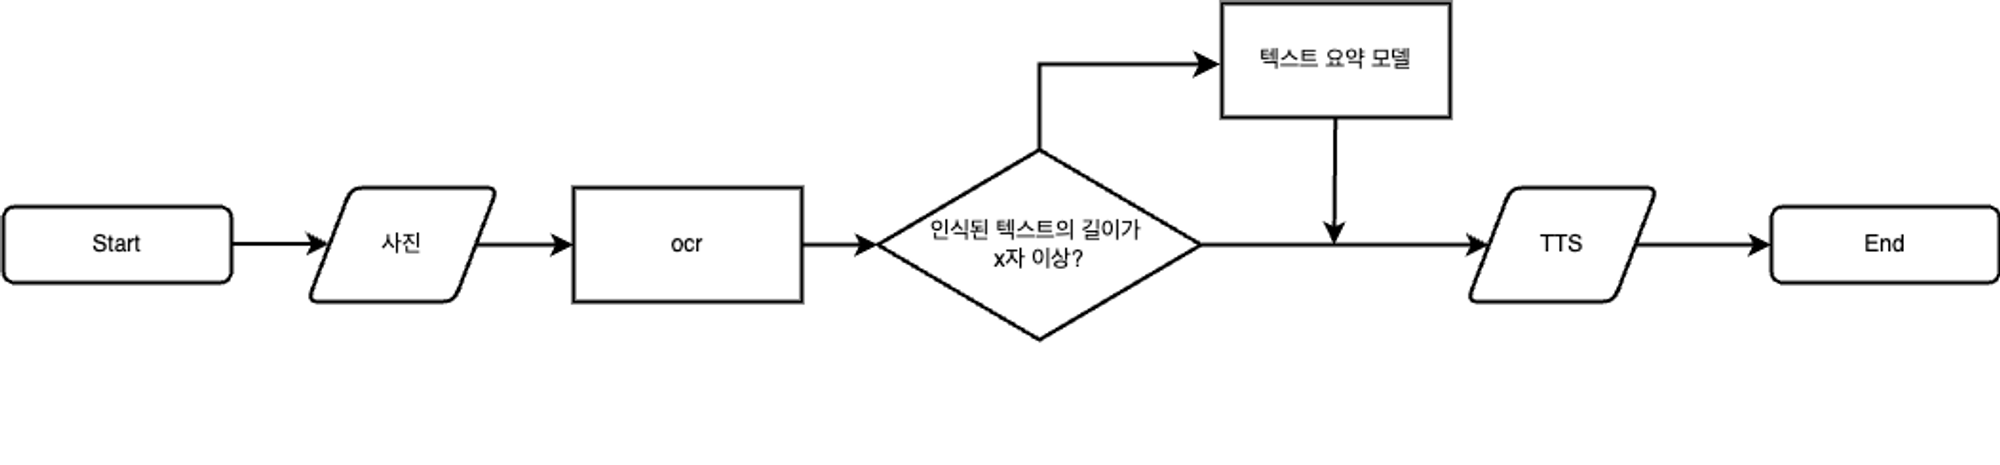 Start
사진
ocr
인식된 텍스트의 길이가
x자 이상?
텍스트 요약 모델
TTS
End